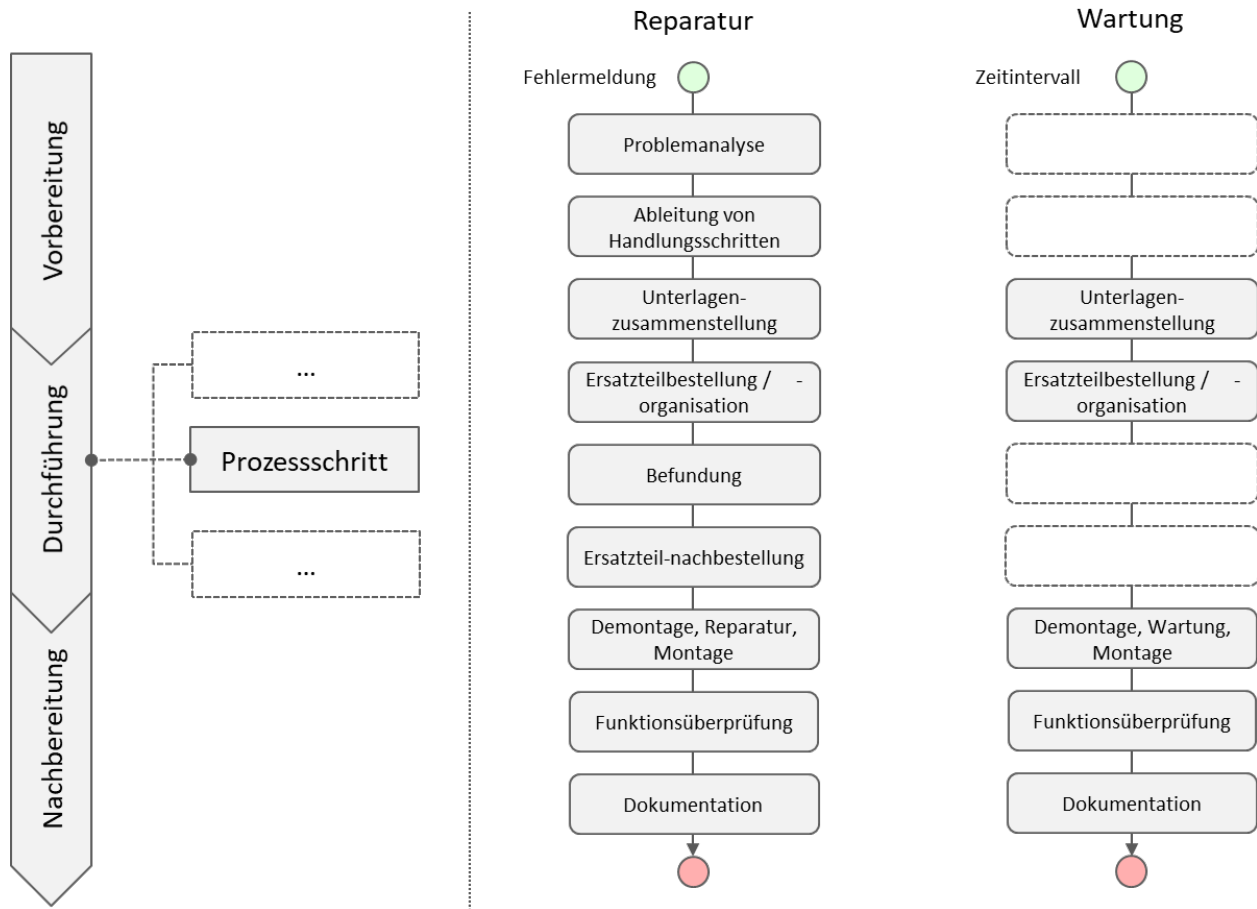 Vorbereitung
Durchführung
Nachbereitung
...
Prozessschritt
...
Reparatur
Fehlermeldung
Problemanalyse
Ableitung von
Handlungsschritten
Unterlagen-
zusammenstellung
Ersatzteilbestellung / -
organisation
Befundung
Ersatzteil-nachbestellung
Demontage, Reparatur,
Montage
Funktionsüberprüfung
Dokumentation
Wartung
Zeitintervall
Unterlagen-
zusammenstellung
Ersatzteilbestellung / -
organisation
Demontage, Wartung,
Montage
Funktionsüberprüfung
Dokumentation